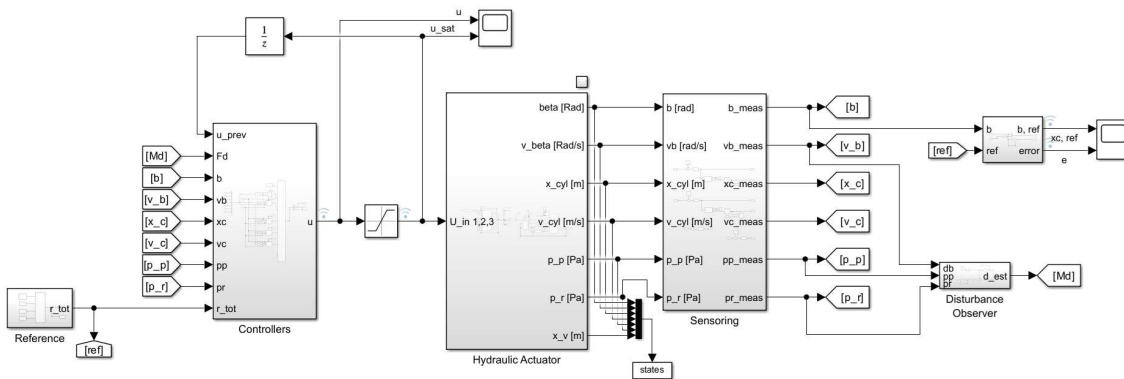 u
u_sat
1
z
beta [Rad]
b [rad]
b_meas
[b]
u_prev
b
b, ref
xc, ref
[Md]
Fd
v_beta [Rad/s]
vb [rad/s]
vb_meas
[v_b]
[ref]
ref
error
e
[b]
b
[v_b]
vb
x_cyl [m]
x_cyl [m]
xc_meas
[x_c]
[x_c]
xc
u
U_in 1,2,3
v_cyl [m/s]
v_cyl [m/s]
vc_meas
[v_c]
[v_c]
vc
[p_p]
pp
p_p [Pa]
p_p [Pa]
pp_meas
[p_p]
db
pp
pr
d_est
[Md]
[p_r]
pr
p_r [Pa]
p_r [Pa]
pr_meas
[p_r]
r_tot
r_tot
Disturbance
Observer
Controllers
Sensoring
Reference
x_v [m]
[ref]
Hydraulic Actuator
states